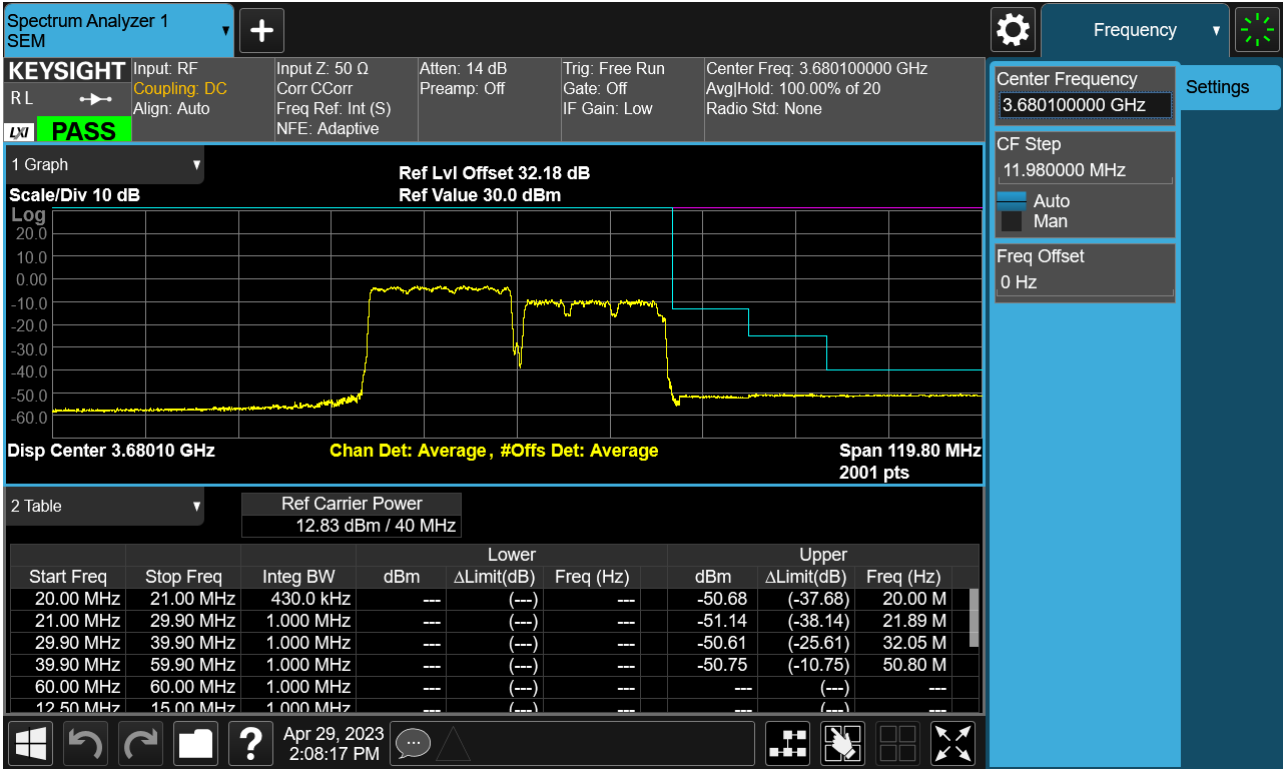 Spectrum Analyzer 1
SEM
Frequency
KEYSIGHT
R L
LXI
PASS
Input: RF
Coupling: DC
Align: Auto
Input Z: 50 Ω
Corr CCorr
Freq Ref: Int (S)
NFE: Adaptive
Atten: 14 dB
Preamp: Off
Trig: Free Run
Gate: Off
IF Gain: Low
Center Freq: 3.680100000 GHz
Avg|Hold: 100.00% of 20
Radio Std: None
Center Frequency
3.680100000 GHz
Settings
CF Step
11.980000 MHz
Auto
Man
Freq Offset
0 Hz
1 Graph
Ref Lvl Offset 32.18 dB
Scale/Div 10 dB
Ref Value 30.0 dBm
Log
20.0
10.0
0.00
-10.0
-20.0
-30.0
-40.0
-50.0
-60.0
Disp Center 3.68010 GHz
Chan Det: Average , #Offs Det: Average
Span 119.80 MHz
2001 pts
2 Table
Ref Carrier Power
12.83 dBm / 40 MHz
Lower Upper
Start Freq Stop Freq Integ BW dBm ΔLimit(dB) Freq (Hz) dBm ΔLimit(dB) Freq (Hz)
20.00 MHz 21.00 MHz 430.0 kHz --- (---) --- -50.68 (-37.68) 20.00 M
21.00 MHz 29.90 MHz 1.000 MHz --- (---) --- -51.14 (-38.14) 21.89 M
29.90 MHz 39.90 MHz 1.000 MHz --- (---) --- -50.61 (-25.61) 32.05 M
39.90 MHz 59.90 MHz 1.000 MHz --- (---) --- -50.75 (-10.75) 50.80 M
60.00 MHz 60.00 MHz 1.000 MHz --- (---) --- --- (---) ---
12.50 MHz 15.00 MHz 1.000 MHz --- (---) --- --- (---) ---
Apr 29, 2023
2:08:17 PM